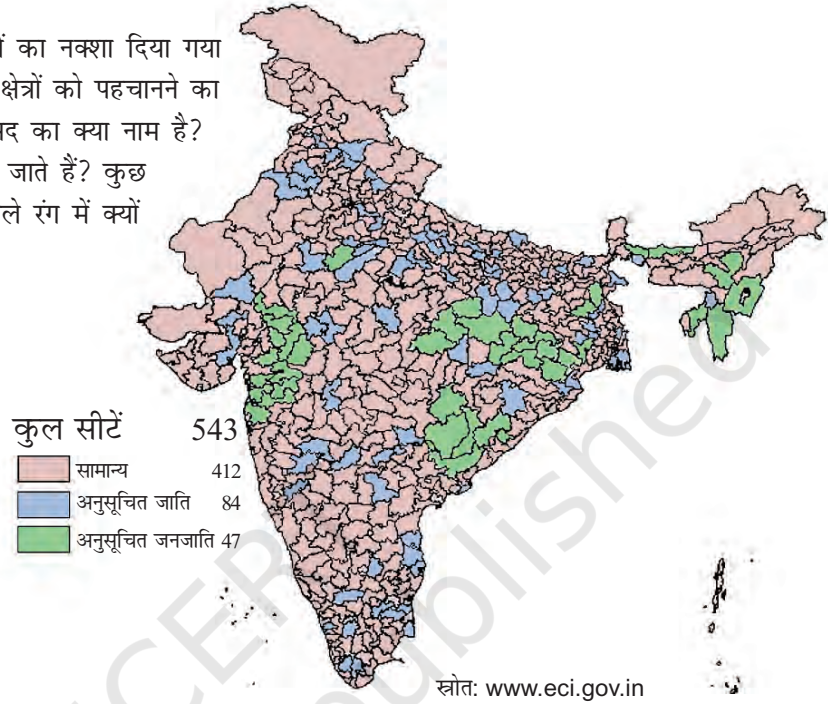 ों का नक्शा दिया गया
क्षेत्रों को पहचानने का
द का क्या नाम है?
जाते हैं? कुछ
ले रंग में क्यों
कुल सीटें 543
सामान्य 412
अनुसूचित जाति 84
अनुसूचित जनजाति 47
स्रोत: www.eci.gov.in